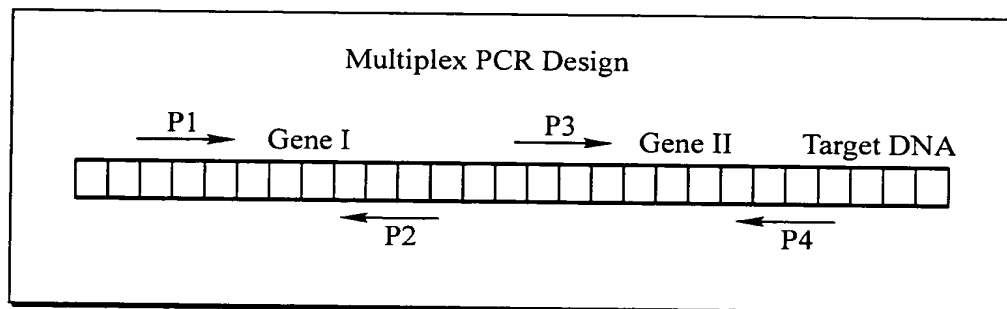 Multiplex PCR Design
P1 Gene I P3 Gene II Target DNA
P2 P4